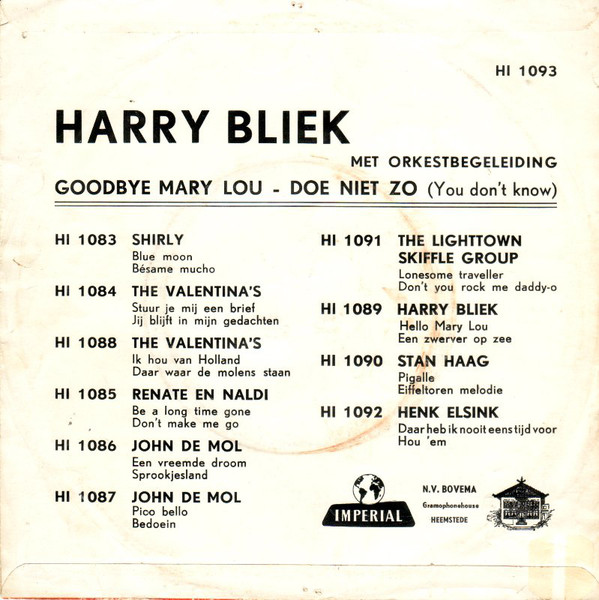 HI 1093
HARRY BLIEK
MET ORKESTBEGELEIDING
GOODBYE MARY LOU - DOE NIET ZO (You don't know)
HI 1083 SHIRLY
Blue moon
Bésame mucho
HI 1084 THE VALENTINA'S
Stuur je mij een brief
Jij blijft in mijn gedachten
HI 1088 THE VALENTINA'S
Ik hou van Holland
Daar waar de molens staan
HI 1085 RENATE EN NALDI
Be a long time gone
Don't make me go
HI 1086 JOHN DE MOL
Een vreemde droom
Sprookjesland
HI 1087 JOHN DE MOL
Pico bello
Bedoein
HI 1091 THE LIGHTTOWN
SKIFFLE GROUP
Lonesome traveller
Don't you rock me daddy-o
HI 1089 HARRY BLIEK
Hello Mary Lou
Een zwerver op zee
HI 1090 STAN HAAG
Pigalle
Eiffeltoren melodie
HI 1092 HENK ELSINK
Daar heb ik nooit eens tijd voor
Hou 'em
IMPERIAL
N.V. BOVEMA
Gramophonehouse
HEEMSTEDE